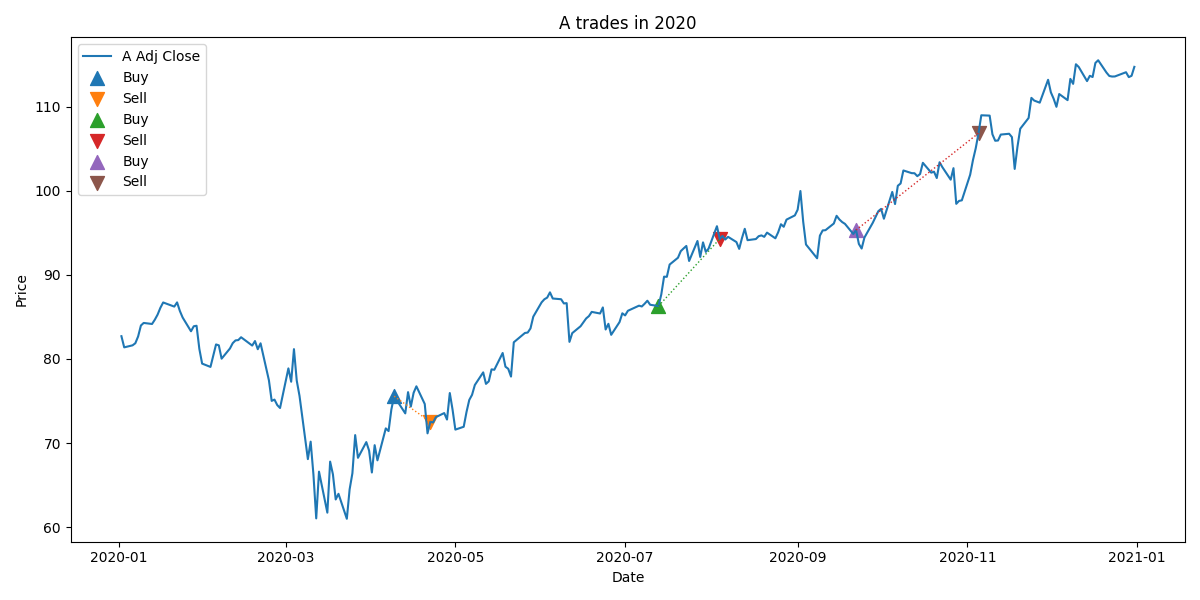 A trades in 2020
A Adj Close
Buy
Sell
Buy
Sell
Buy
Sell
Price
110
100
90
80
70
60
2020-01
2020-03
2020-05
2020-07
2020-09
2020-11
2021-01
Date